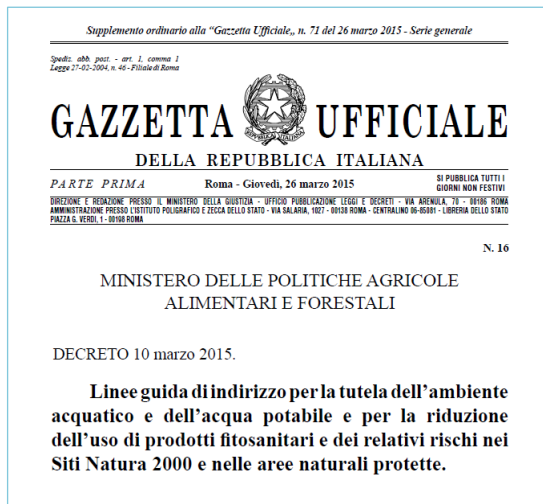 Supplemento ordinario alla “Gazzetta Ufficiale„ n. 71 del 26 marzo 2015 - Serie generale
Spediz. abb. post. - art. 1, comma 1
Legge 27-02-2004, n. 46 - Filiale di Roma
GAZZETTA UFFICIALE
DELLA REPUBBLICA ITALIANA
PARTE PRIMA
Roma - Giovedì, 26 marzo 2015
SI PUBBLICA TUTTI I
GIORNI NON FESTIVI
DIREZIONE E REDAZIONE PRESSO IL MINISTERO DELLA GIUSTIZIA - UFFICIO PUBBLICAZIONE LEGGI E DECRETI - VIA ARENULA, 70 - 00186 ROMA
AMMINISTRAZIONE PRESSO L'ISTITUTO POLIGRAFICO E ZECCA DELLO STATO - VIA SALARIA, 1027 - 00138 ROMA - CENTRALINO 06-85081 - LIBRERIA DELLO STATO
PIAZZA G. VERDI, 1 - 00198 ROMA
N. 16
MINISTERO DELLE POLITICHE AGRICOLE
ALIMENTARI E FORESTALI
DECRETO 10 marzo 2015.
Linee guida di indirizzo per la tutela dell’ambiente
acquatico e dell’acqua potabile e per la riduzione
dell’uso di prodotti fitosanitari e dei relativi rischi nei
Siti Natura 2000 e nelle aree naturali protette.